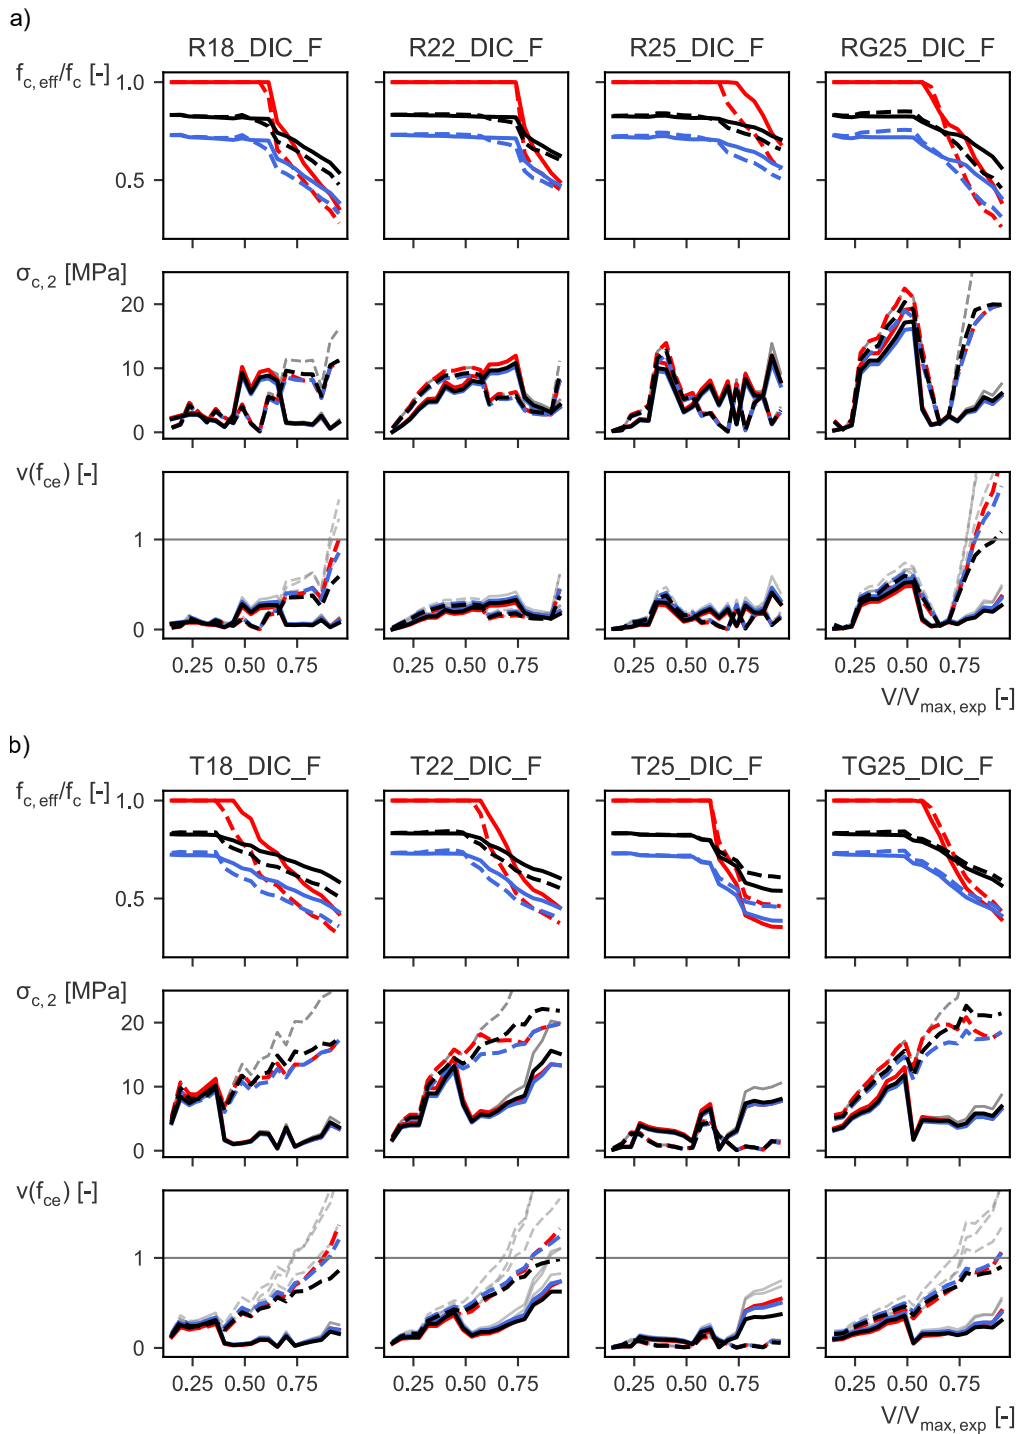 a)
R18_DIC_F R22_DIC_F R25_DIC_F RG25_DIC_F
f_c, eff/f_c [-]
1.0
0.5
σ_c, 2 [MPa]
20
10
0
v(f_ce) [-]
1
0
0.25 0.50 0.75 0.25 0.50 0.75 0.25 0.50 0.75 0.25 0.50 0.75
V/V_max, exp [-]
b)
T18_DIC_F T22_DIC_F T25_DIC_F TG25_DIC_F
f_c, eff/f_c [-]
1.0
0.5
σ_c, 2 [MPa]
20
10
0
v(f_ce) [-]
1
0
0.25 0.50 0.75 0.25 0.50 0.75 0.25 0.50 0.75 0.25 0.50 0.75
V/V_max, exp [-]